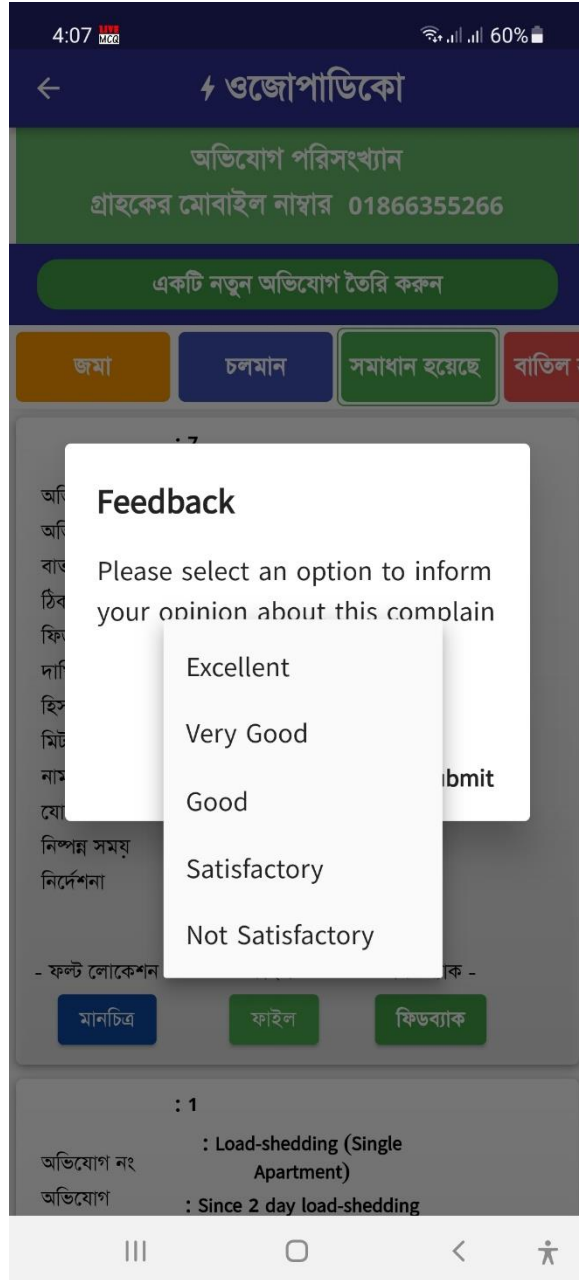 4:07 LIVE MCQ 60%
ওজোপাডিকো
অভিযোগ পরিসংখ্যান
গ্রাহকের মোবাইল নাম্বার 01866355266
একটি নতুন অভিযোগ তৈরি করুন
জমা চলমান সমাধান হয়েছে বাতিল
: 7
Feedback
Please select an option to inform
your opinion about this complain
Excellent
Very Good
Good
Satisfactory
Not Satisfactory
নিষ্পন্ন সময়
নির্দেশনা
- ফল্ট লোকেশন
মানচিত্র ফাইল ফিডব্যাক
: 1
অভিযোগ নং
: Load-shedding (Single
Apartment)
অভিযোগ
: Since 2 day load-shedding